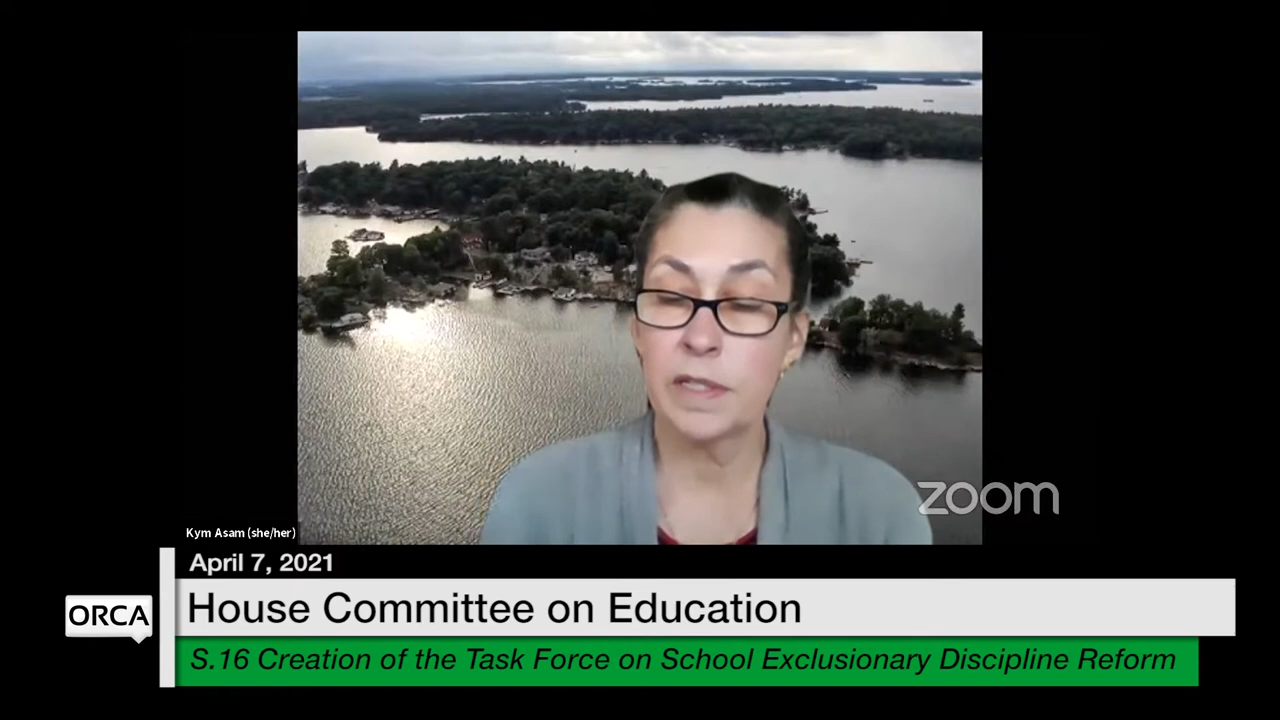 zoom
Kym Asam (she/her)
April 7, 2021
House Committee on Education
ORCA
S.16 Creation of the Task Force on School Exclusionary Discipline Reform